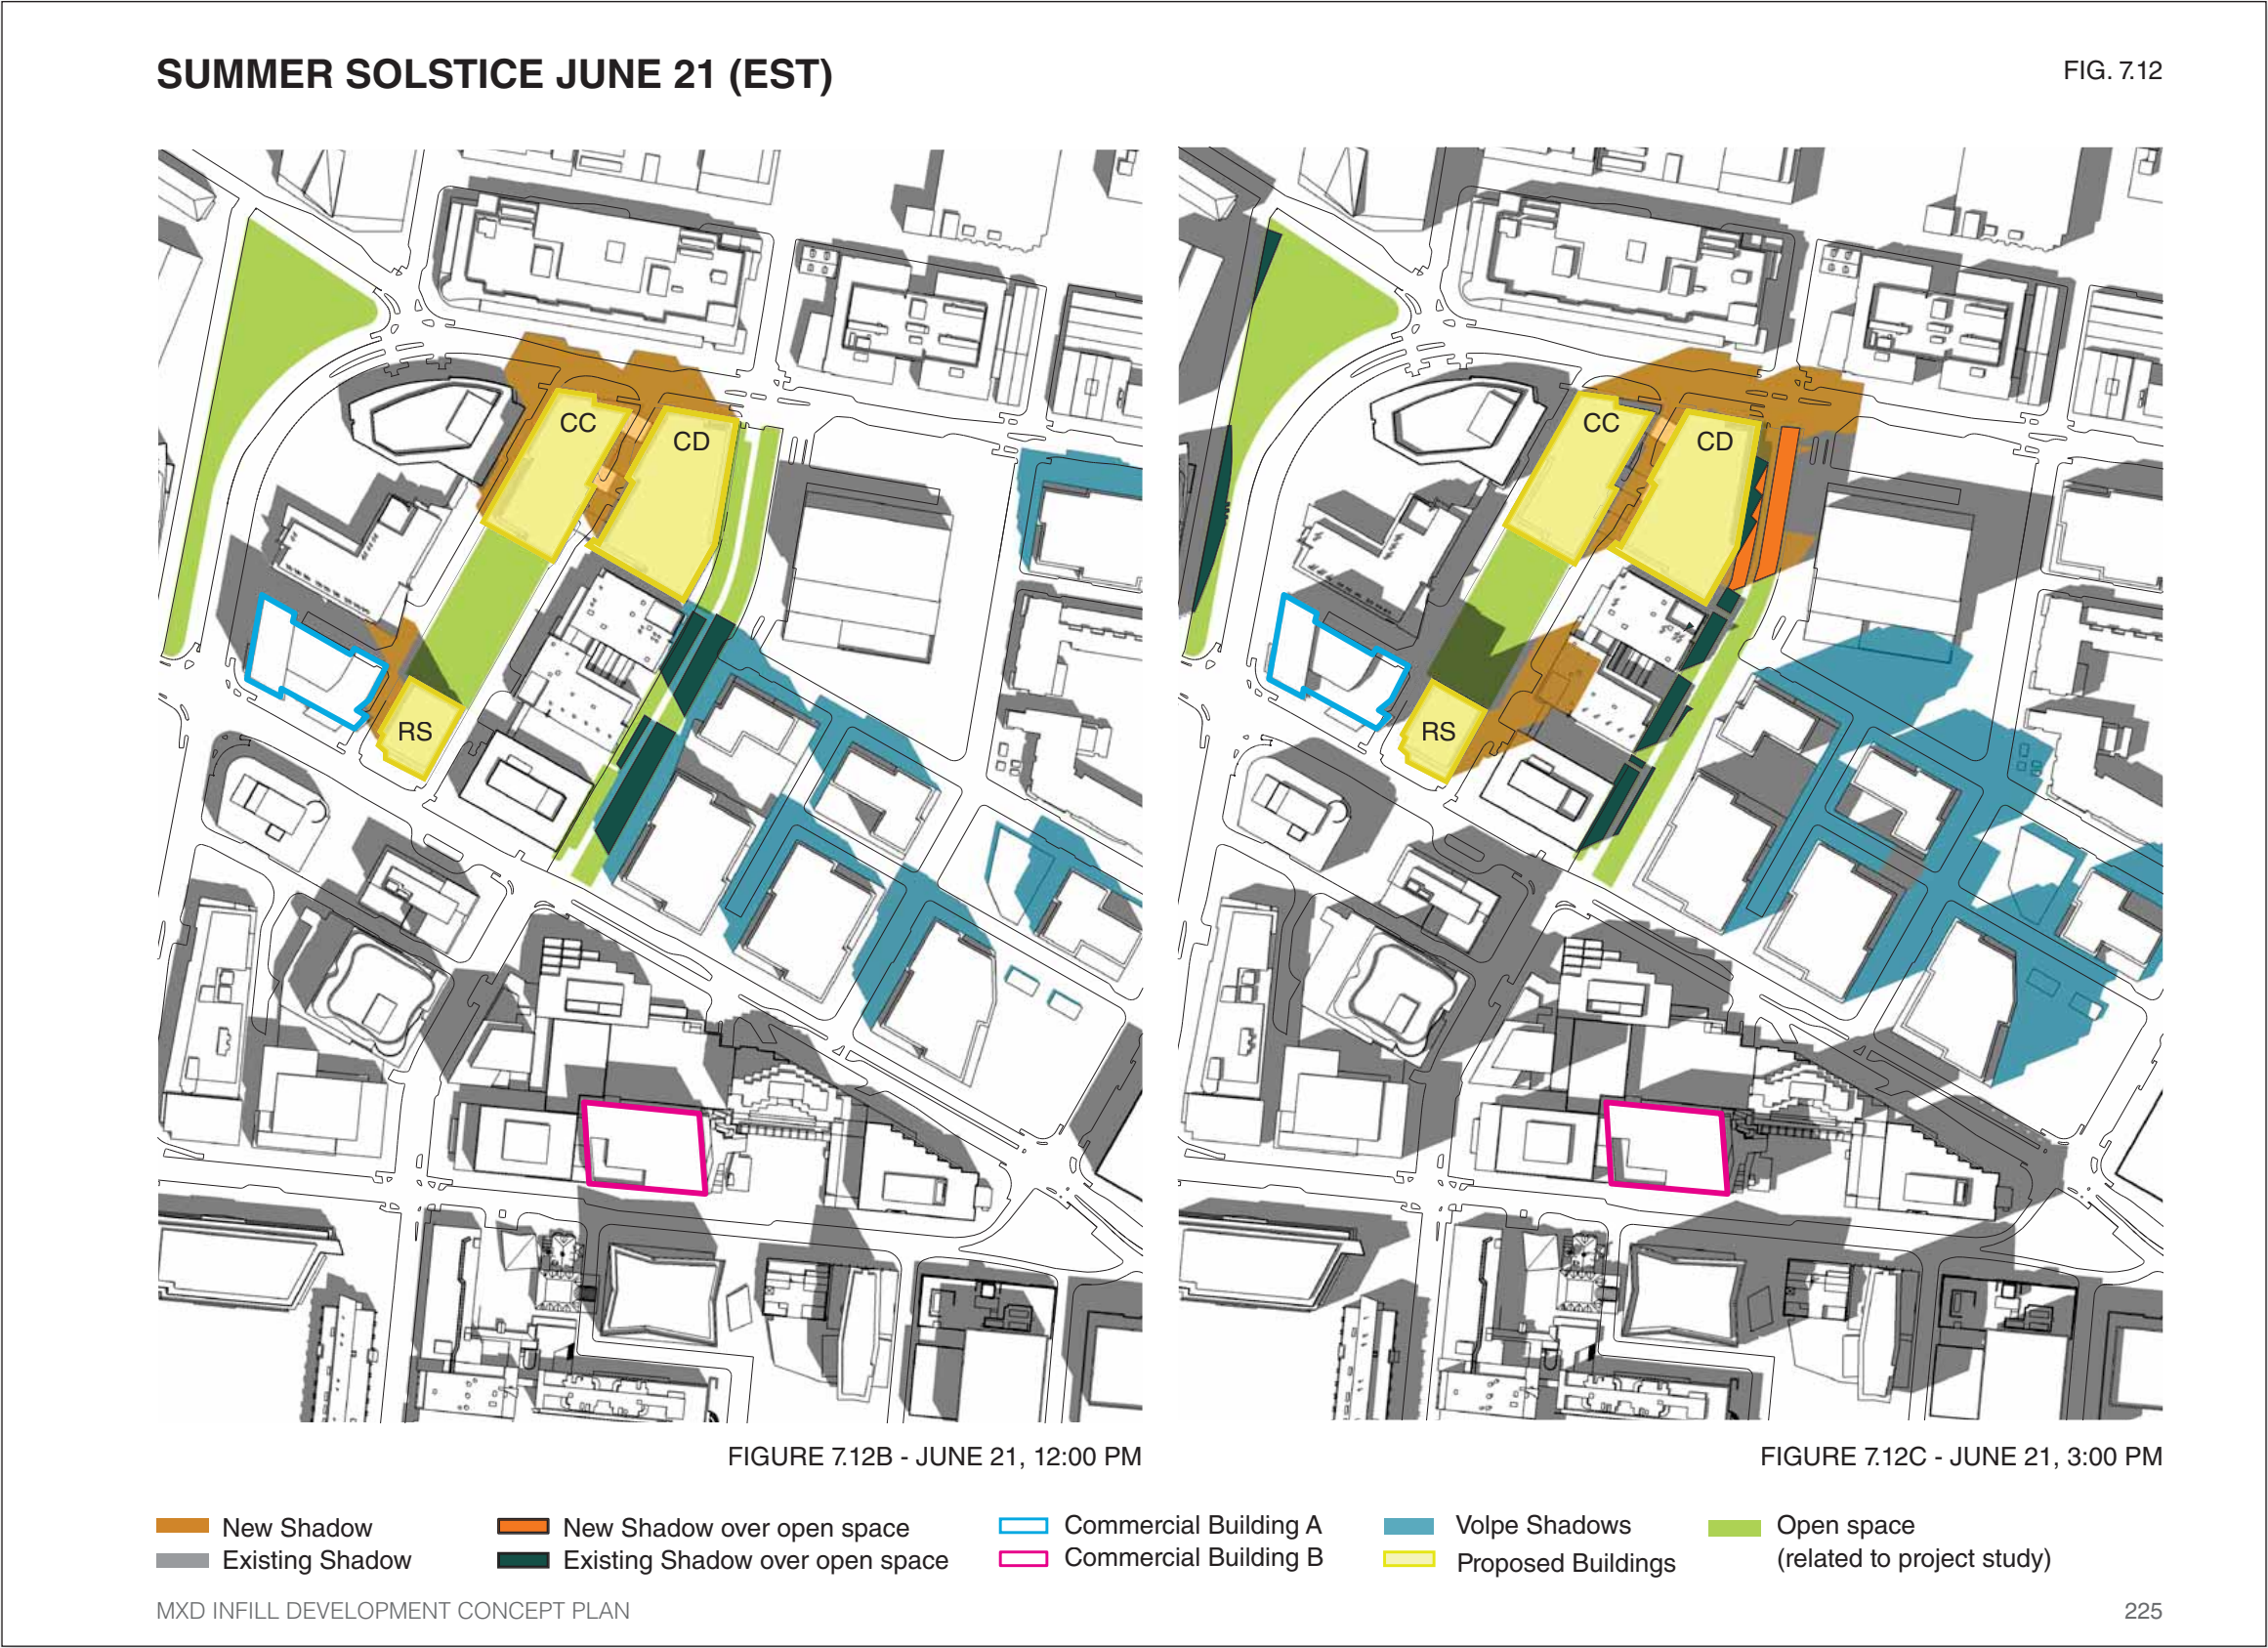 SUMMER SOLSTICE JUNE 21 (EST)
FIG. 7.12
CC
CD
RS
CC
CD
RS
FIGURE 7.12B - JUNE 21, 12:00 PM
FIGURE 7.12C - JUNE 21, 3:00 PM
New Shadow
Existing Shadow
New Shadow over open space
Existing Shadow over open space
Commercial Building A
Commercial Building B
Volpe Shadows
Proposed Buildings
Open space
(related to project study)
MXD INFILL DEVELOPMENT CONCEPT PLAN
225